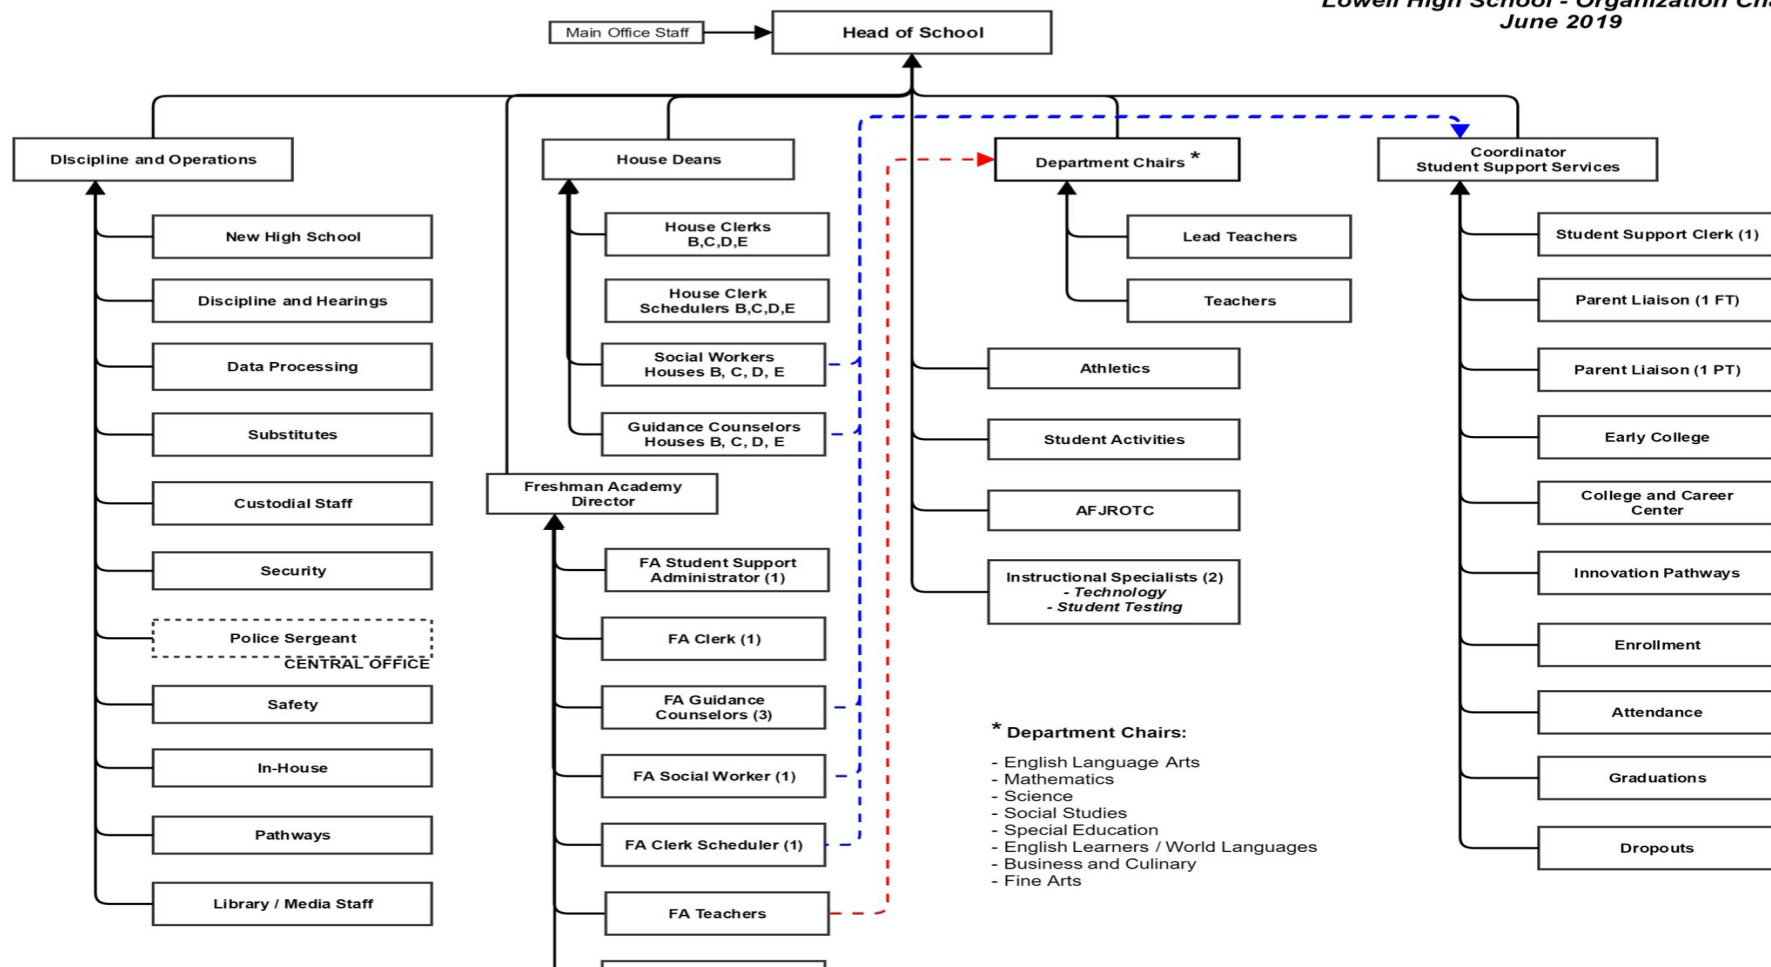 Lowell High School - Organization
June 2019
Main Office Staff
Head of School
DIscipline and Operations
New High School
Discipline and Hearings
Data Processing
Substitutes
Custodial Staff
Security
Police Sergeant
CENTRAL OFFICE
Safety
In-House
Pathways
Library / Media Staff
House Deans
House Clerks
B,C,D,E
House Clerk
Schedulers B,C,D,E
Social Workers
Houses B, C, D, E
Guidance Counselors
Houses B, C, D, E
Freshman Academy
Director
FA Student Support
Administrator (1)
FA Clerk (1)
FA Guidance
Counselors (3)
FA Social Worker (1)
FA Clerk Scheduler (1)
FA Teachers
Department Chairs *
Lead Teachers
Teachers
Athletics
Student Activities
AFJROTC
Instructional Specialists (2)
- Technology
- Student Testing
* Department Chairs:
- English Language Arts
- Mathematics
- Science
- Social Studies
- Special Education
- English Learners / World Languages
- Business and Culinary
- Fine Arts
Coordinator
Student Support Services
Student Support Clerk (1)
Parent Liaison (1 FT)
Parent Liaison (1 PT)
Early College
College and Career
Center
Innovation Pathways
Enrollment
Attendance
Graduations
Dropouts